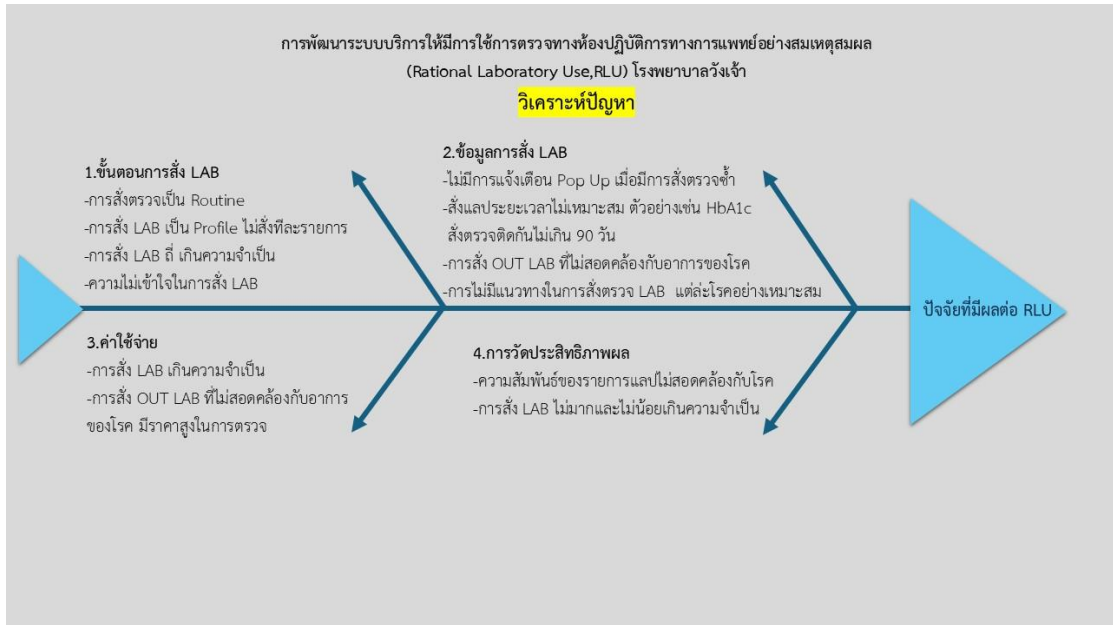 การพัฒนาระบบบริการให้มีการใช้การตรวจทางห้องปฏิบัติการทางการแพทย์อย่างสมเหตุสมผล
(Rational Laboratory Use,RLU) โรงพยาบาลวังเจ้า
วิเคราะห์ปัญหา
1.ขั้นตอนการสั่ง LAB
-การสั่งตรวจเป็น Routine
-การสั่ง LAB เป็น Profile ไม่สั่งทีละรายการ
-การสั่ง LAB ถี่ เกินความจำเป็น
-ความไม่เข้าใจในการสั่ง LAB
2.ข้อมูลการสั่ง LAB
-ไม่มีการแจ้งเตือน Pop Up เมื่อมีการสั่งตรวจซ้ำ
-สั่งแลประยะเวลาไม่เหมาะสม ตัวอย่างเช่น HbA1c
สั่งตรวจติดกันไม่เกิน 90 วัน
-การสั่ง OUT LAB ที่ไม่สอดคล้องกับอาการของโรค
-การไม่มีแนวทางในการสั่งตรวจ LAB แต่ล่ะโรคอย่างเหมาะสม
ปัจจัยที่มีผลต่อ RLU
3.ค่าใช้จ่าย
-การสั่ง LAB เกินความจำเป็น
-การสั่ง OUT LAB ที่ไม่สอดคล้องกับอาการ
ของโรค มีราคาสูงในการตรวจ
4.การวัดประสิทธิภาพผล
-ความสัมพันธ์ของรายการแลปไม่สอดคล้องกับโรค
-การสั่ง LAB ไม่มากและไม่น้อยเกินความจำเป็น